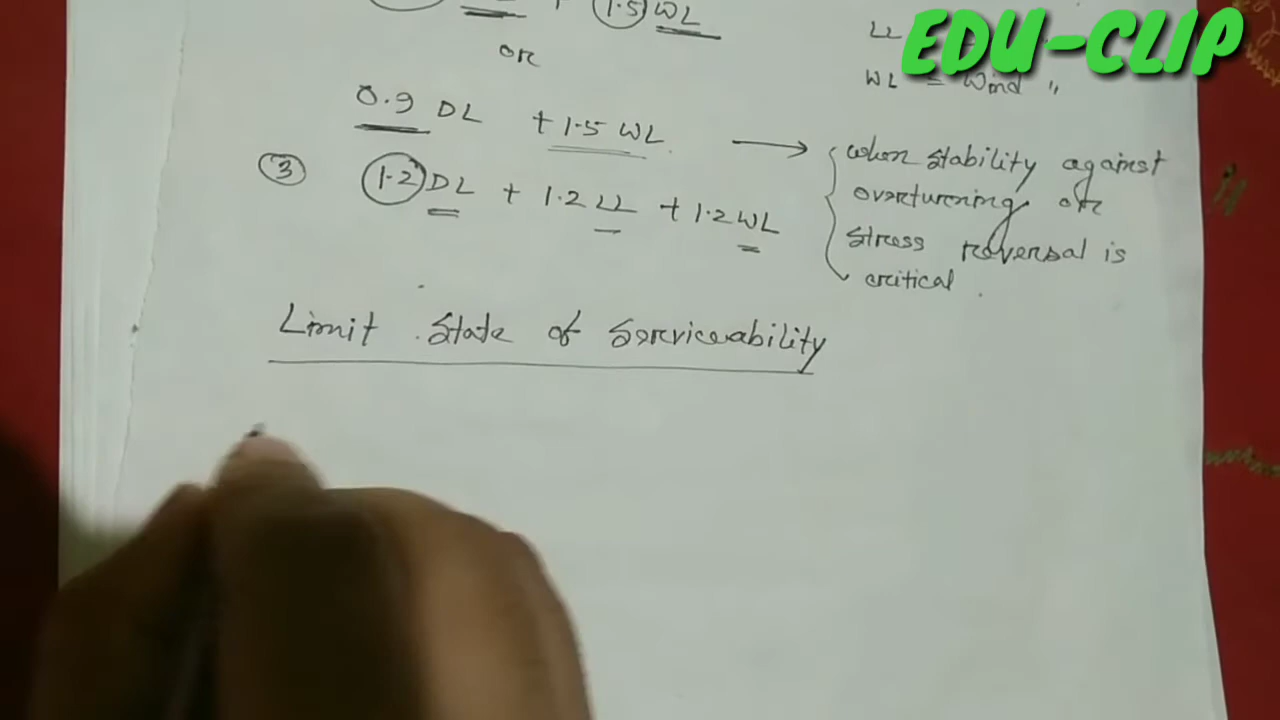 + 1.5 WL
or
0.9 DL + 1.5 WL →
③ 1.2 DL + 1.2 LL + 1.2 WL
LL
WL = Wind "
EDU-CLIP
when stability against
overturning or
stress reversal is
critical.
Limit State of Serviceability